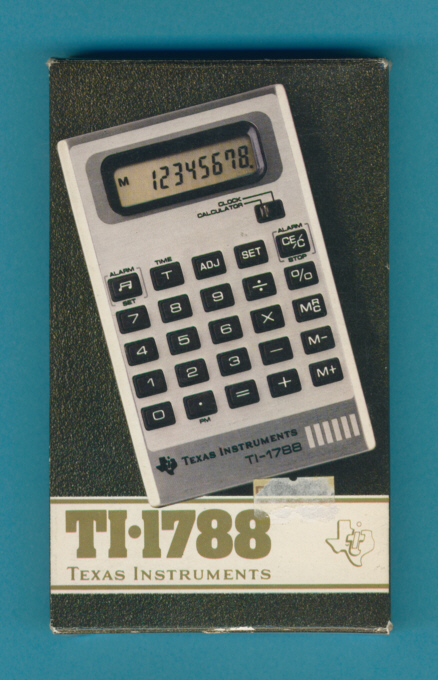 M 12345678.
CLOCK
CALCULATOR
ALARM
TIME
ALARM
T ADJ SET CE/C
SET
STOP
7 8 9 ÷ %
4 5 6 × MRC
1 2 3 − M−
0 · = + M+
PM
TEXAS INSTRUMENTS
TI-1788
TI·1788
TEXAS INSTRUMENTS